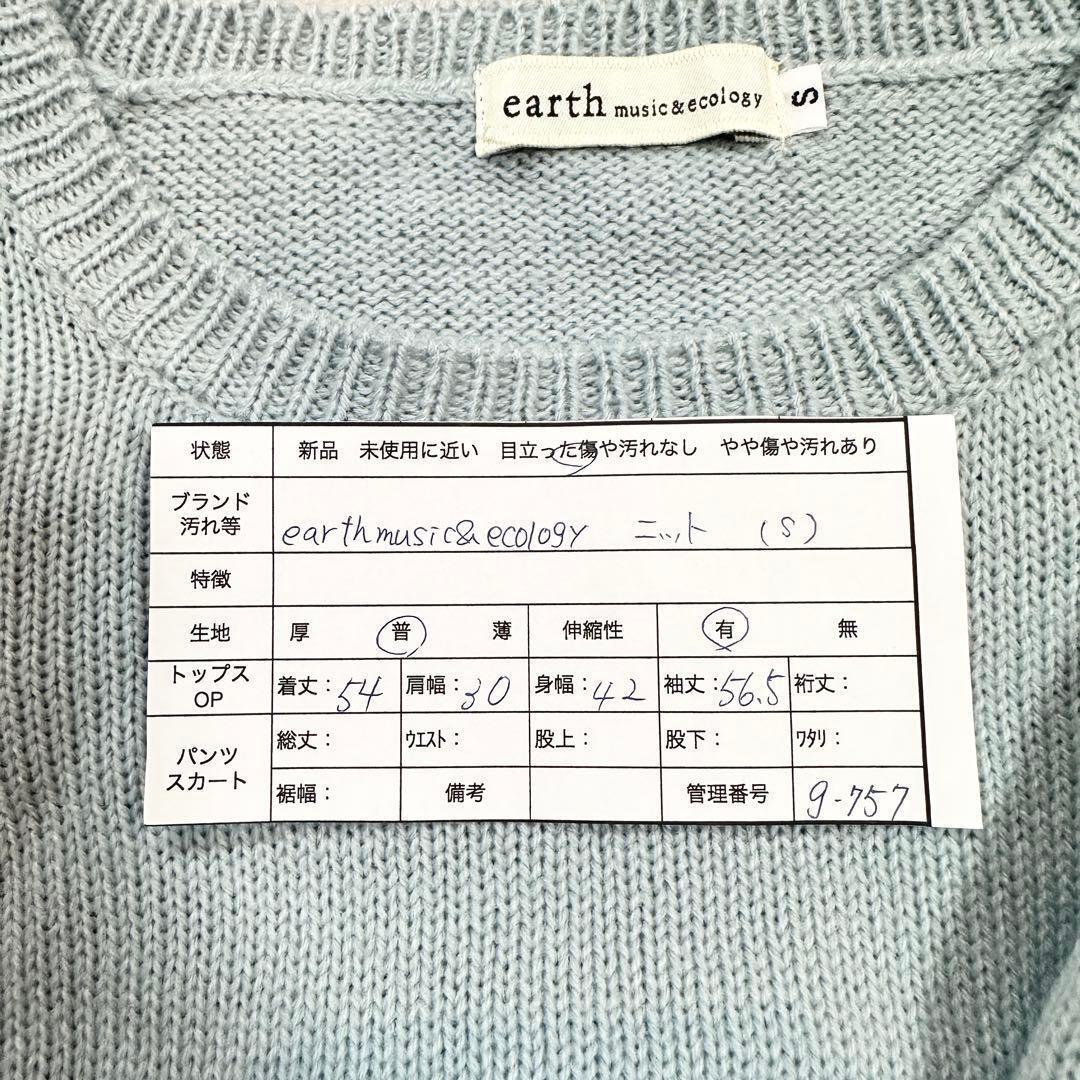 earth music&ecology
S
状態 新品 未使用に近い 目立った傷や汚れなし やや傷や汚れあり
ブランド
汚れ等 earthmusic&ecology ニット (S)
特徴
生地 厚 普 薄 伸縮性 有 無
トップス
OP 着丈:54 肩幅:30 身幅:42 袖丈:56.5 裄丈:
パンツ
スカート 総丈: ウエスト: 股上: 股下: ワタリ:
裾幅: 備考 管理番号 g-757